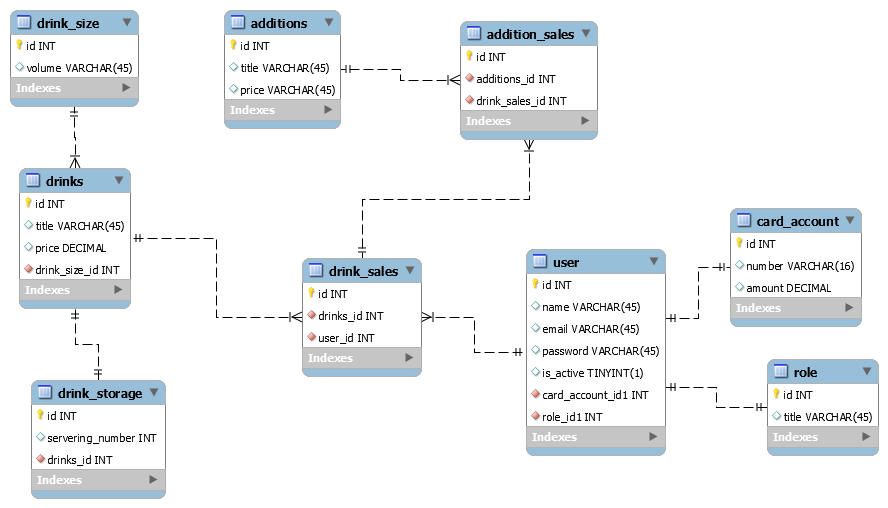 drink_size
id INT
volume VARCHAR(45)
Indexes
additions
id INT
title VARCHAR(45)
price VARCHAR(45)
Indexes
addition_sales
id INT
additions_id INT
drink_sales_id INT
Indexes
drinks
id INT
title VARCHAR(45)
price DECIMAL
drink_size_id INT
Indexes
drink_sales
id INT
drinks_id INT
user_id INT
Indexes
user
id INT
name VARCHAR(45)
email VARCHAR(45)
password VARCHAR(45)
is_active TINYINT(1)
card_account_id1 INT
role_id1 INT
Indexes
card_account
id INT
number VARCHAR(16)
amount DECIMAL
Indexes
role
id INT
title VARCHAR(45)
Indexes
drink_storage
id INT
servering_number INT
drinks_id INT
Indexes